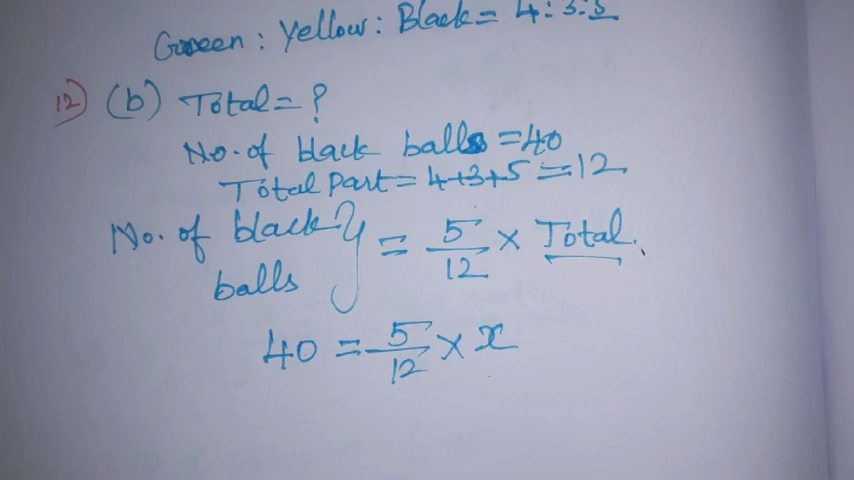 Green : Yellow : Black = 4:3:5
12) (b) Total = ?
No. of black balls = 40
Total Part = 4+3+5 = 12
No. of black balls } = 5/12 × Total.
40 = 5/12 × x